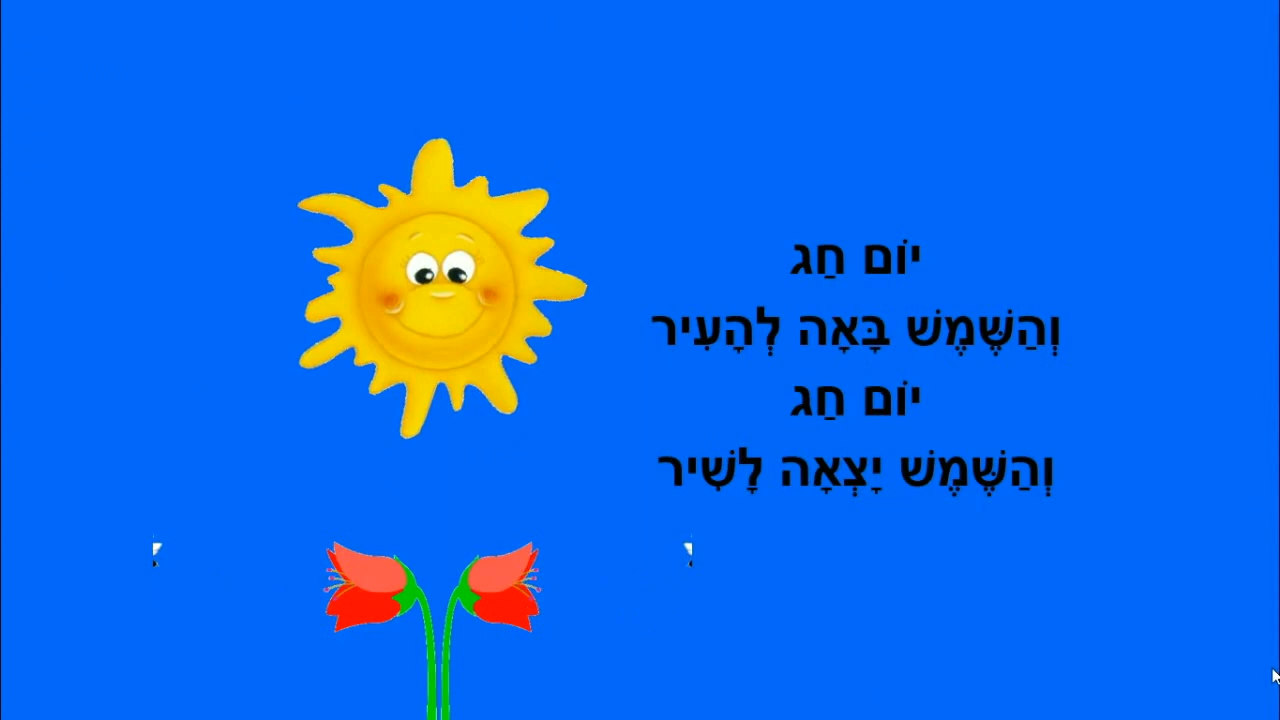 יוֹם חַג
וְהַשֶּׁמֶשׁ בָּאָה לְהָעִיר
יוֹם חַג
וְהַשֶּׁמֶשׁ יָצְאָה לָשִׁיר